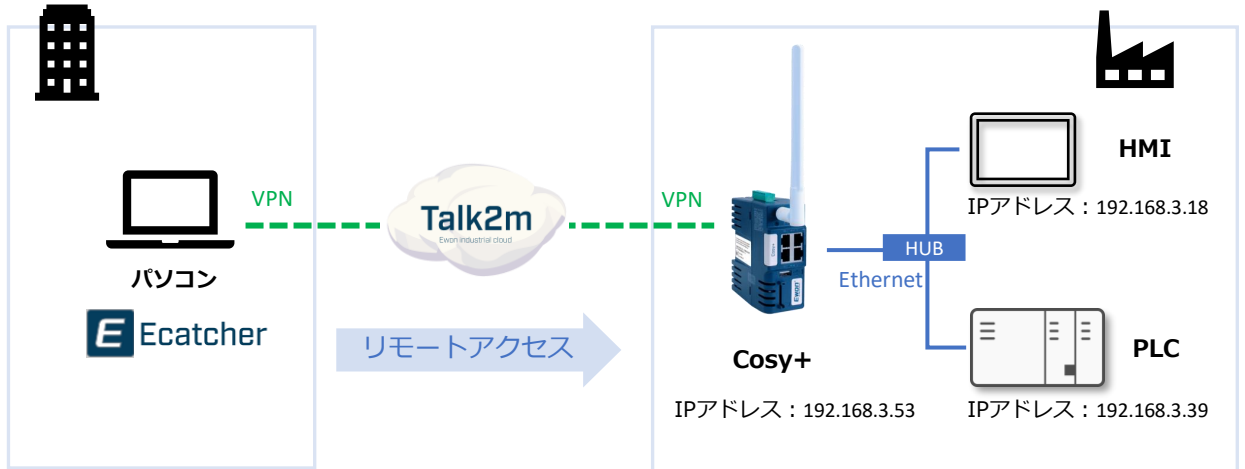 パソコン
E Ecatcher
VPN
Talk2m
Ewon industrial cloud
VPN
リモートアクセス
Cosy+
Ewon
Cosy+
IPアドレス：192.168.3.53
Ethernet
HUB
HMI
IPアドレス：192.168.3.18
PLC
IPアドレス：192.168.3.39